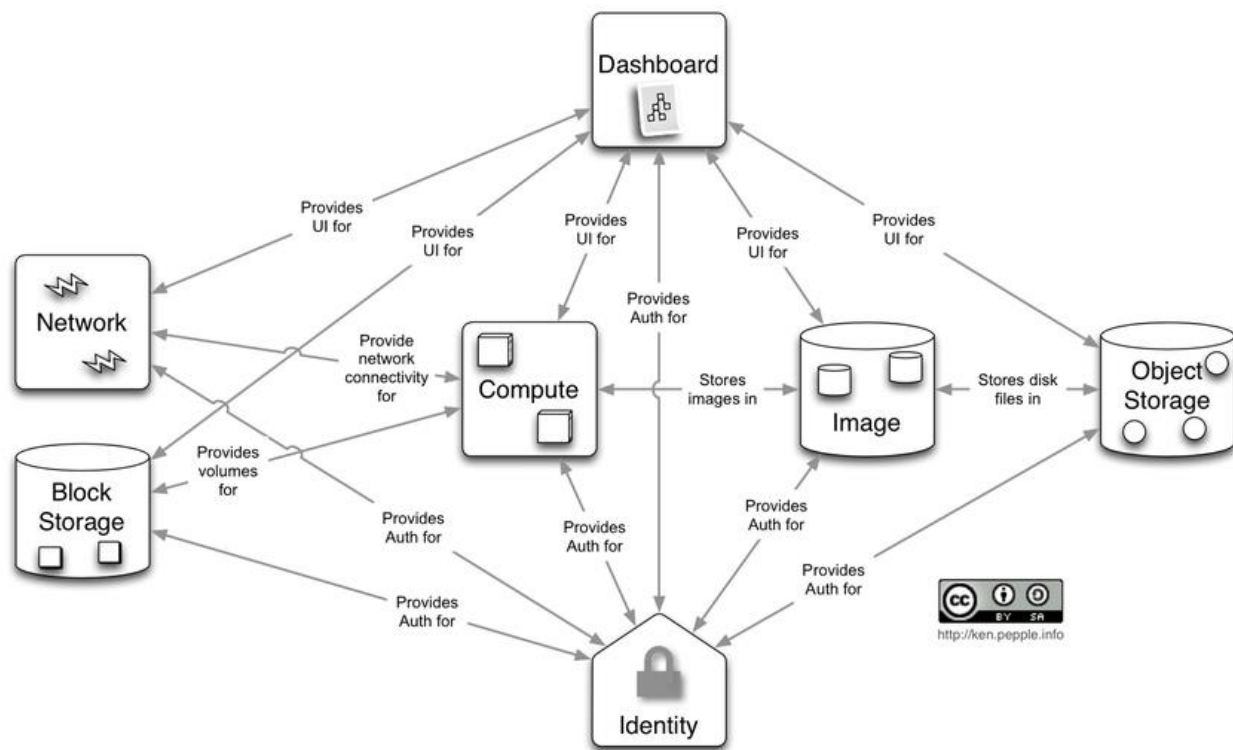 Dashboard
Provides
UI for
Provides
UI for
Provides
UI for
Provides
UI for
Provides
UI for
Network
Provides
Auth for
Provide
network
connectivity
for
Compute
Stores
images in
Image
Stores disk
files in
Object
Storage
Block
Storage
Provides
volumes
for
Provides
Auth for
Provides
Auth for
Provides
Auth for
Provides
Auth for
Provides
Auth for
Identity
cc
BY SA
http://ken.pepple.info